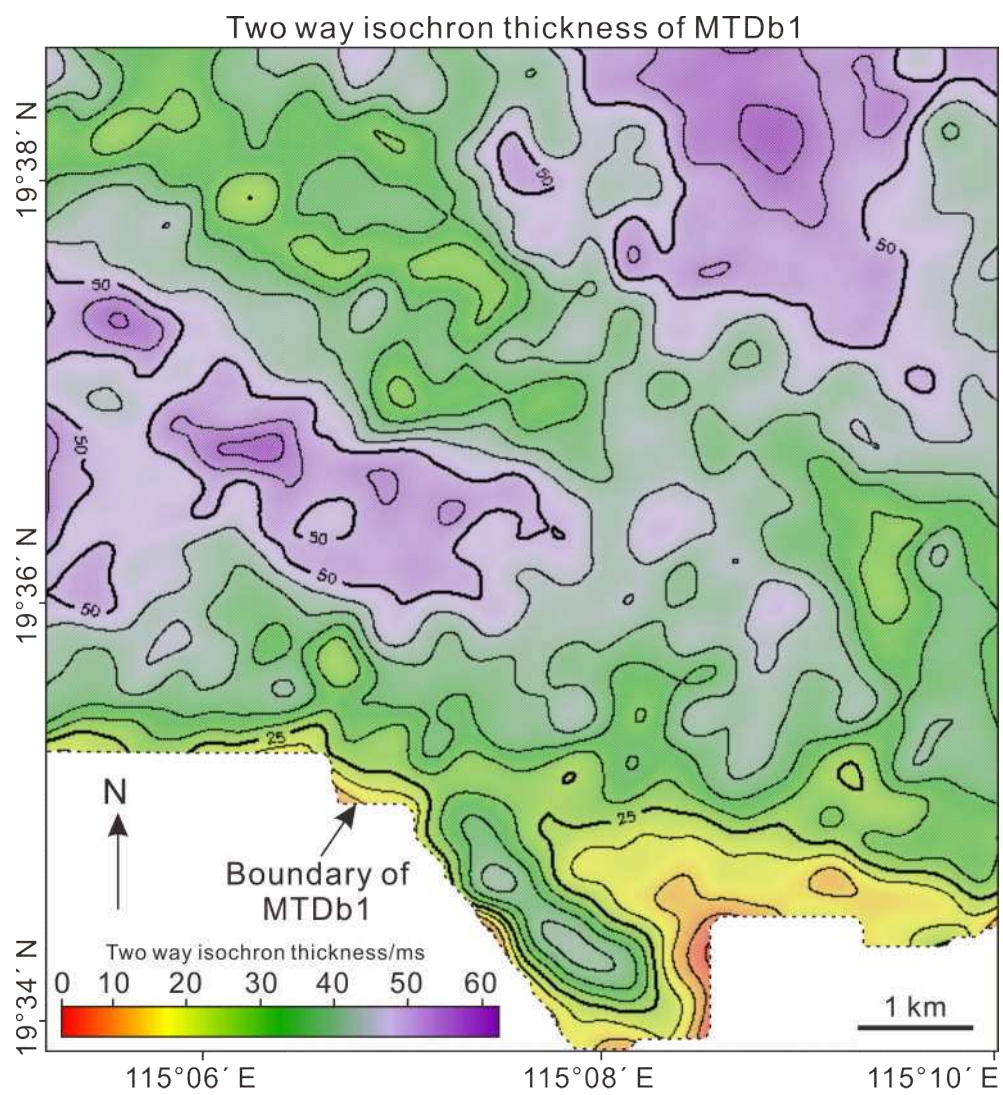 Two way isochron thickness of MTDb1
19°38′ N
50
50
50
50
50
50
19°36′ N
50
25
25
N
Boundary of
MTDb1
Two way isochron thickness/ms
0 10 20 30 40 50 60
1 km
19°34′ N
115°06′ E 115°08′ E 115°10′ E